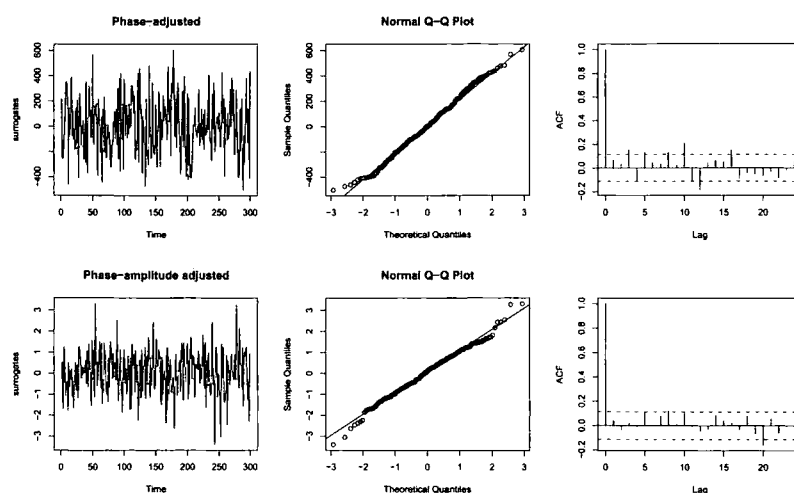 Phase-adjusted
Normal Q-Q Plot
surrogates
-400 0 200 400 600
0 50 100 150 200 250 300
Time
Sample Quantiles
-400 0 200 400 600
-3 -2 -1 0 1 2 3
Theoretical Quantiles
ACF
-0.2 0.0 0.2 0.4 0.6 0.8 1.0
0 5 10 15 20
Lag
Phase-amplitude adjusted
Normal Q-Q Plot
surrogates
-3 -2 -1 0 1 2 3
0 50 100 150 200 250 300
Time
Sample Quantiles
-3 -2 -1 0 1 2 3
-3 -2 -1 0 1 2 3
Theoretical Quantiles
ACF
-0.2 0.0 0.2 0.4 0.6 0.8 1.0
0 5 10 15 20
Lag